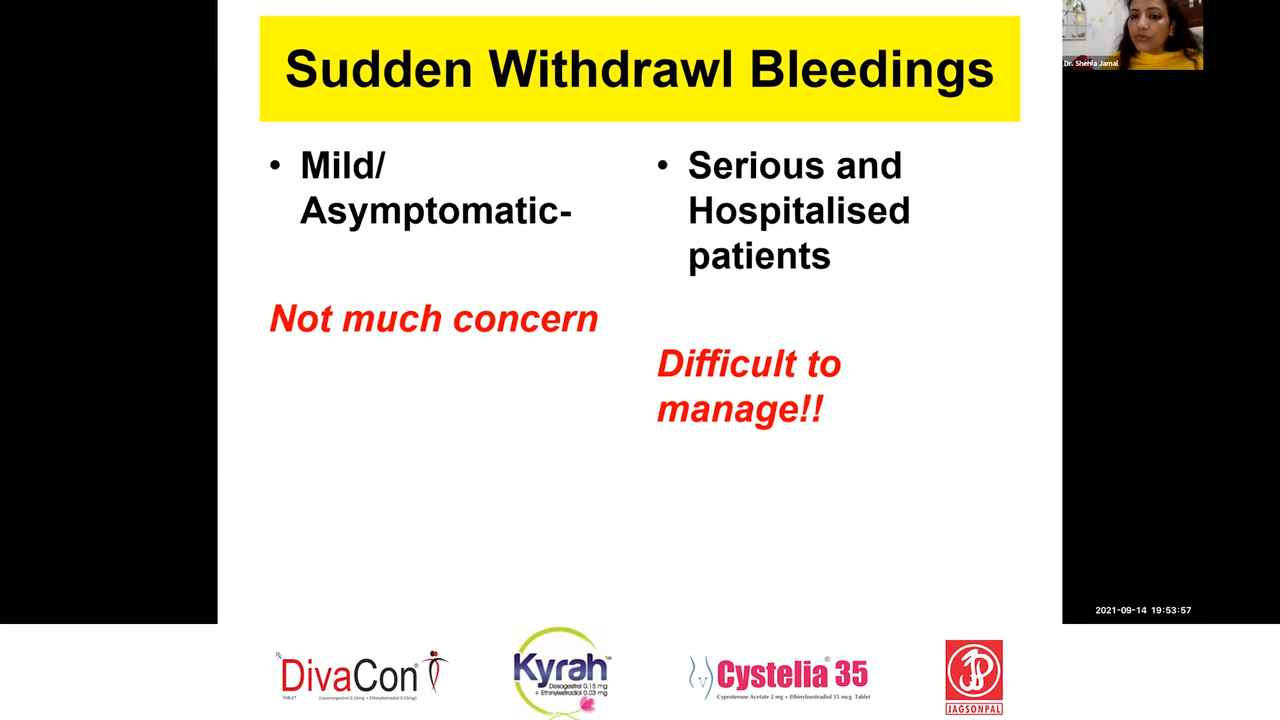 Sudden Withdrawl Bleedings
• Mild/
Asymptomatic-
Not much concern
• Serious and
Hospitalised
patients
Difficult to
manage!!
Dr. Shehla Jamal
2021-09-14 19:53:57
Rx
DivaCon®
TABLET
(Levonorgestrel 0.15mg + Ethinylestradiol 0.03mg)
Kyrah™
Desogestrel 0.15 mg
+ Ethinylestradiol 0.03 mg
Cystelia® 35
Cyproterone Acetate 2 mg + Ethinyloestradiol 35 mcg Tablet
JAGSONPAL